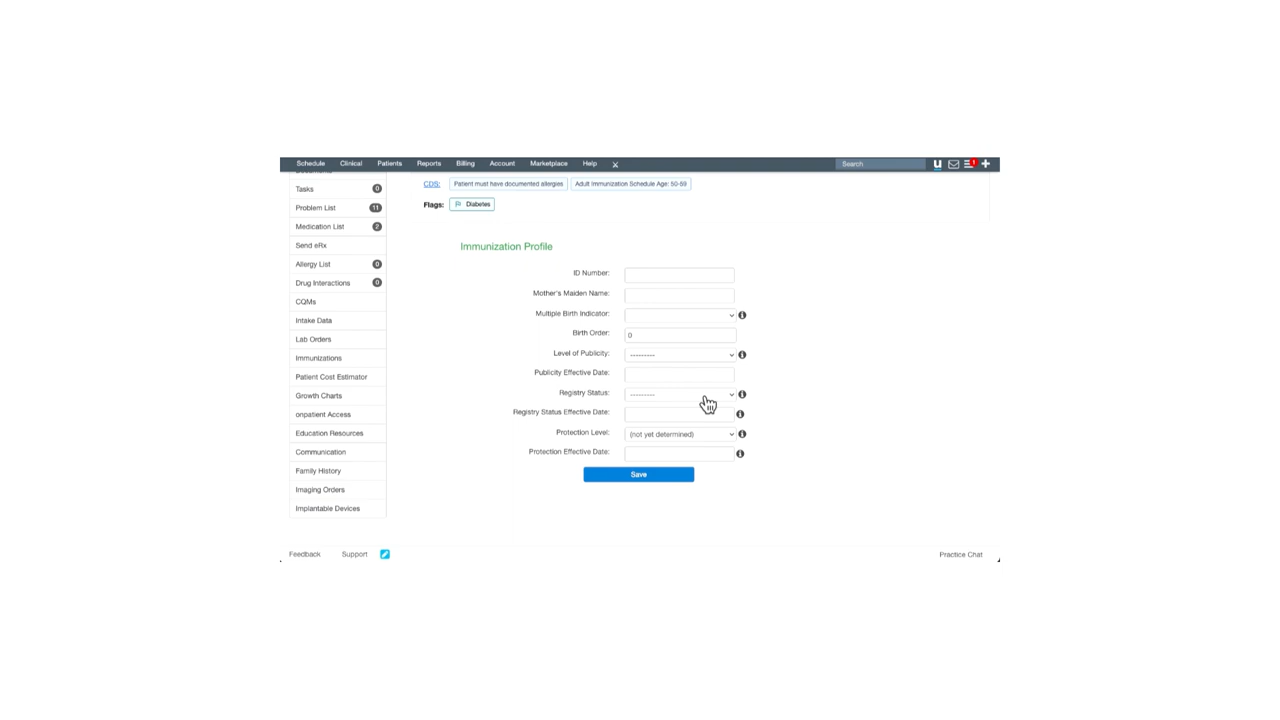 Schedule Clinical Patients Reports Billing Account Marketplace Help Search 1
Tasks 0
Problem List 11
Medication List 2
Send eRx
Allergy List 0
Drug Interactions 0
CQMs
Intake Data
Lab Orders
Immunizations
Patient Cost Estimator
Growth Charts
onpatient Access
Education Resources
Communication
Family History
Imaging Orders
Implantable Devices
CDS: Patient must have documented allergies Adult Immunization Schedule Age: 50-59
Flags: Diabetes
Immunization Profile
ID Number:
Mother's Maiden Name:
Multiple Birth Indicator:
Birth Order: 0
Level of Publicity: ---------
Publicity Effective Date:
Registry Status: ---------
Registry Status Effective Date:
Protection Level: (not yet determined)
Protection Effective Date:
Save
Feedback Support Practice Chat